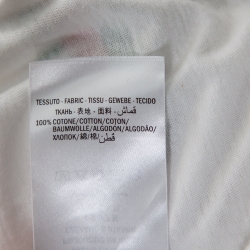 TESSUTO - FABRIC - TISSU - GEWEBE - TECIDO
ТКАНЬ - 表地 - 面料 - قماش
100% COTONE/COTTON/COTON/
BAUMWOLLE/ALGODÓN/ALGODÃO/
ХЛОПОК/綿/棉/ قطن